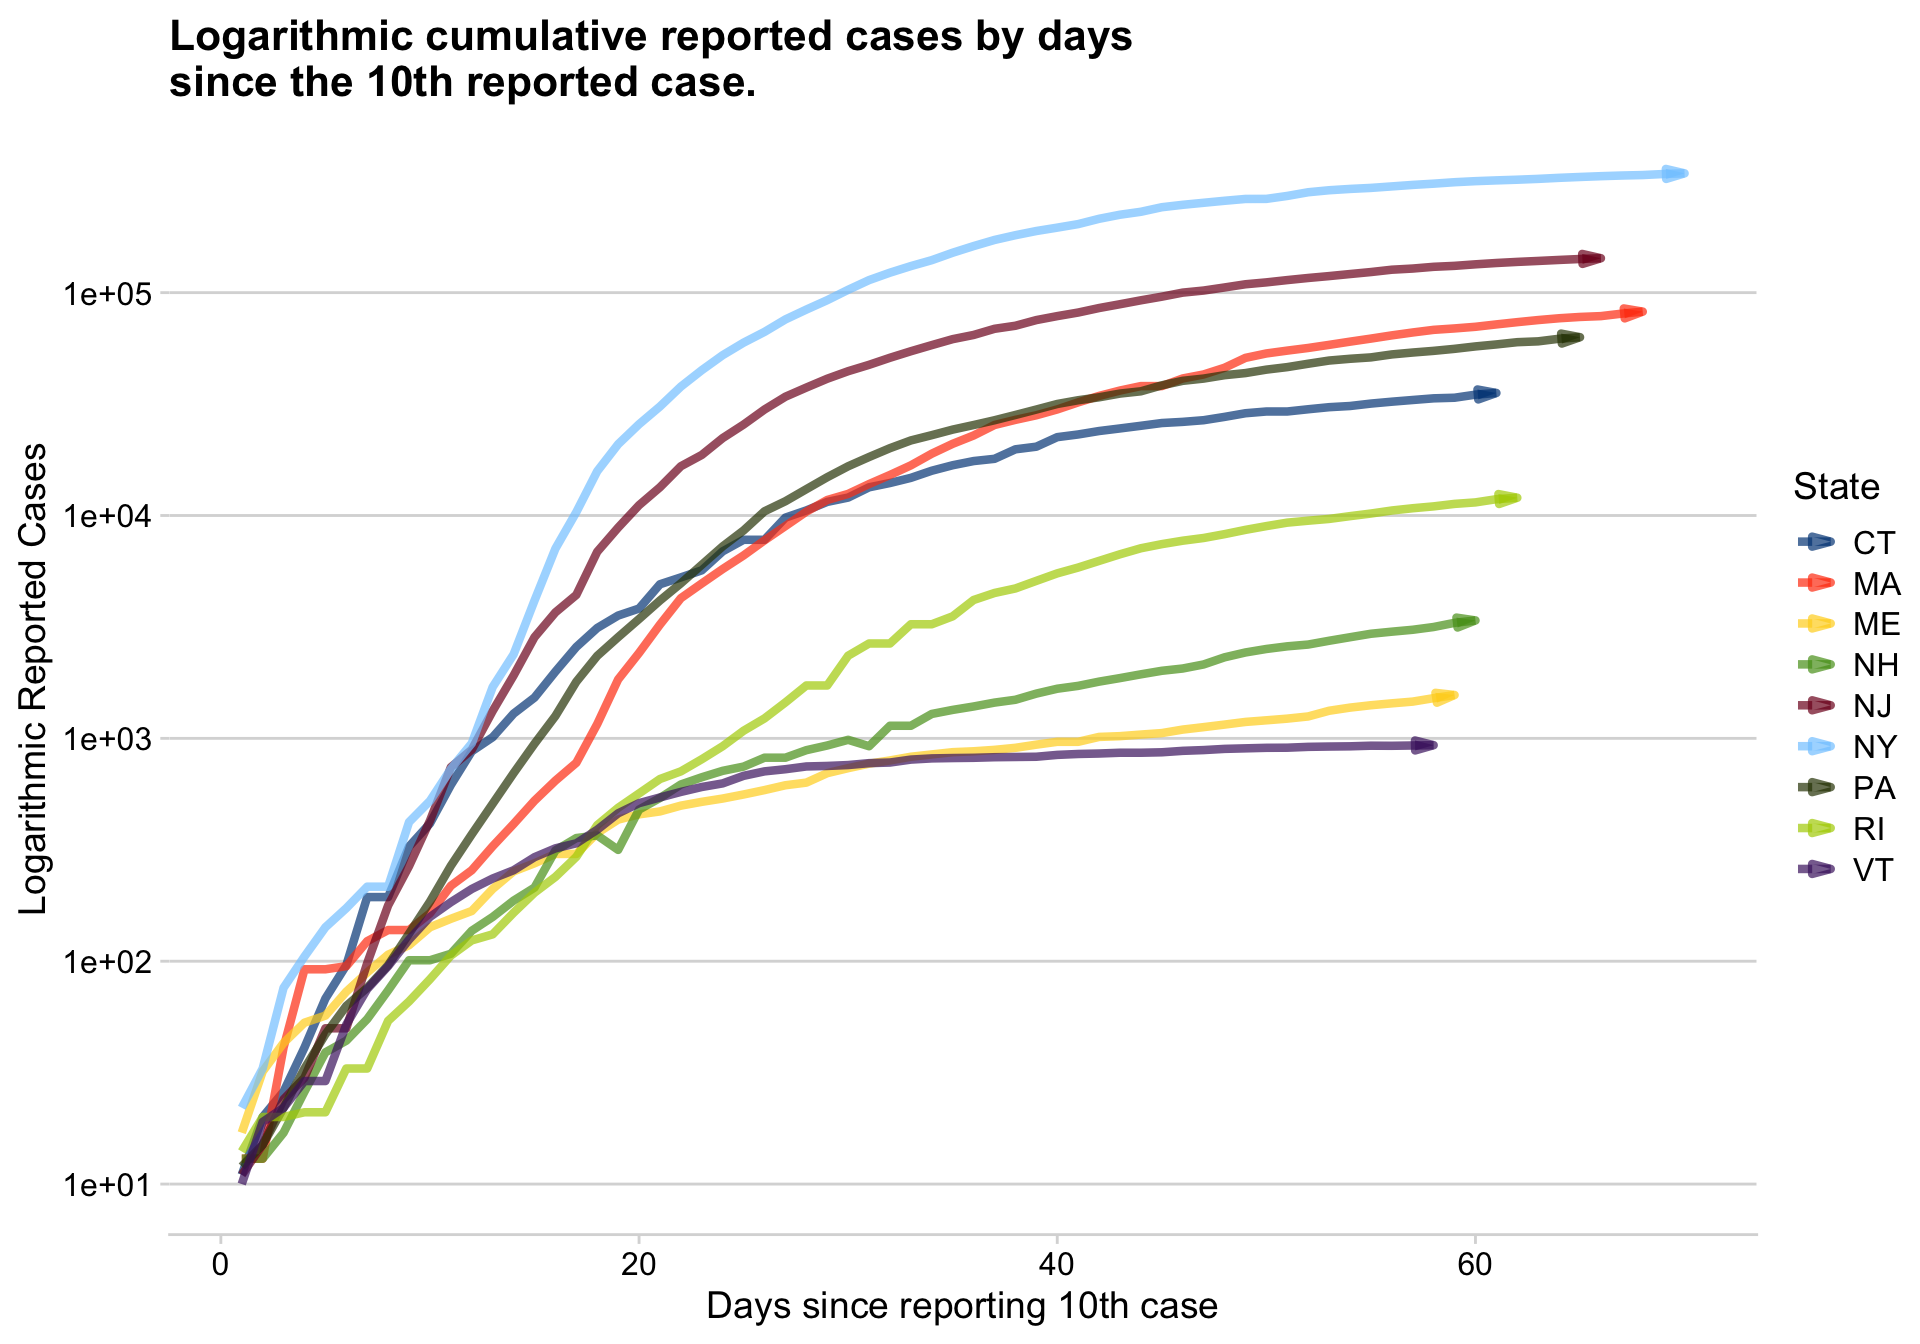 Logarithmic cumulative reported cases by days
since the 10th reported case.
Logarithmic Reported Cases
1e+05
1e+04
1e+03
1e+02
1e+01
0 20 40 60
Days since reporting 10th case
State
CT
MA
ME
NH
NJ
NY
PA
RI
VT